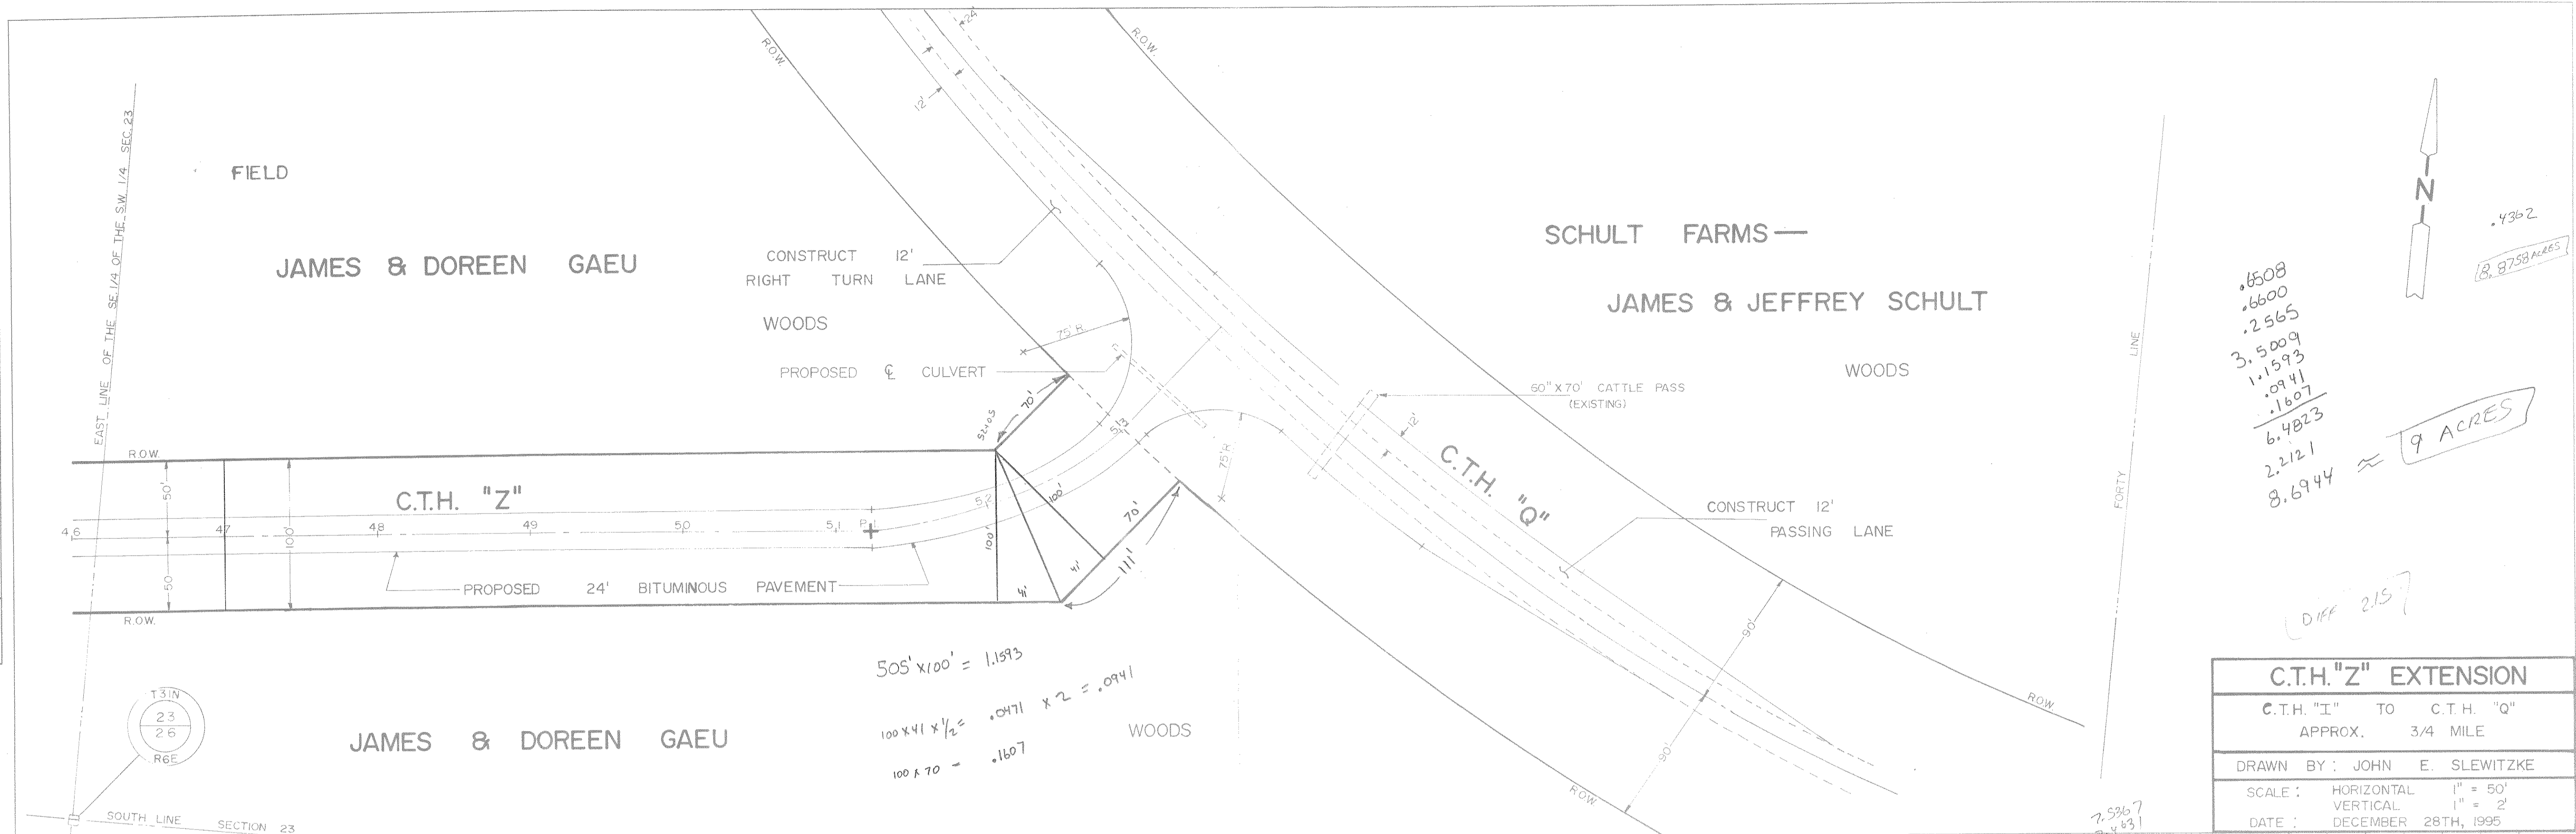 R.O.W.
24'
R.O.W.
12'
EAST LINE OF THE SE.1/4 OF THE S.W. 1/4 SEC. 23
FIELD
JAMES & DOREEN GAEU
CONSTRUCT 12'
RIGHT TURN LANE
WOODS
75' R.
PROPOSED ℄ CULVERT
SCHULT FARMS—
JAMES & JEFFREY SCHULT
WOODS
60" X 70' CATTLE PASS
(EXISTING)
FORTY LINE
N
.4362
8.8758 ACRES
.6508
.6600
.2565
3.5009
1.1593
.0941
.1607
6.4823
2.2121
8.6944 ≈ 9 ACRES
DIFF 2.15
R.O.W.
50'
C.T.H. "Z"
46
47
48
49
50
51
P.I
52
53
100
50
52+05
70'
100'
100'
41'
41'
70'
111'
75' R
12'
C.T.H. "Q"
CONSTRUCT 12'
PASSING LANE
PROPOSED 24' BITUMINOUS PAVEMENT
R.O.W.
90'
90'
ROW
ROW
505' X 100' = 1.1593
100 X 41 X 1/2 = .0471 X 2 = .0941
100 X 70 = .1607
T31N
23
26
R6E
JAMES & DOREEN GAEU
WOODS
SOUTH LINE SECTION 23
7.5367
C.T.H. "Z" EXTENSION
C.T.H. "I" TO C.T.H. "Q"
APPROX. 3/4 MILE
DRAWN BY: JOHN E. SLEWITZKE
SCALE: HORIZONTAL 1" = 50'
VERTICAL 1" = 2'
DATE: DECEMBER 28TH, 1995